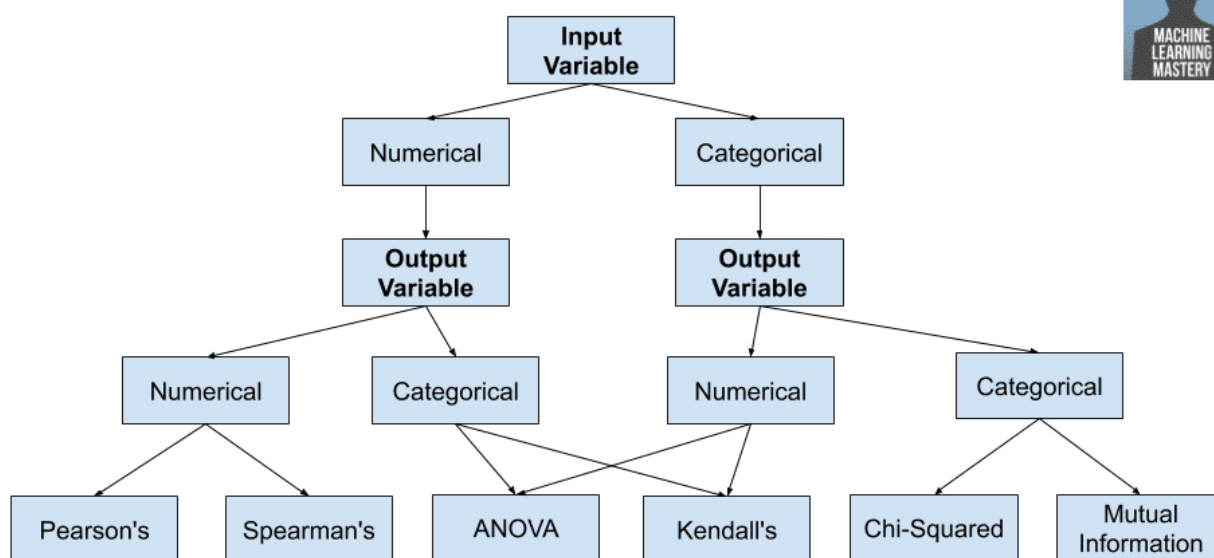 MACHINE
LEARNING
MASTERY
Input
Variable
Numerical
Categorical
Output
Variable
Output
Variable
Numerical
Categorical
Numerical
Categorical
Pearson's
Spearman's
ANOVA
Kendall's
Chi-Squared
Mutual
Information